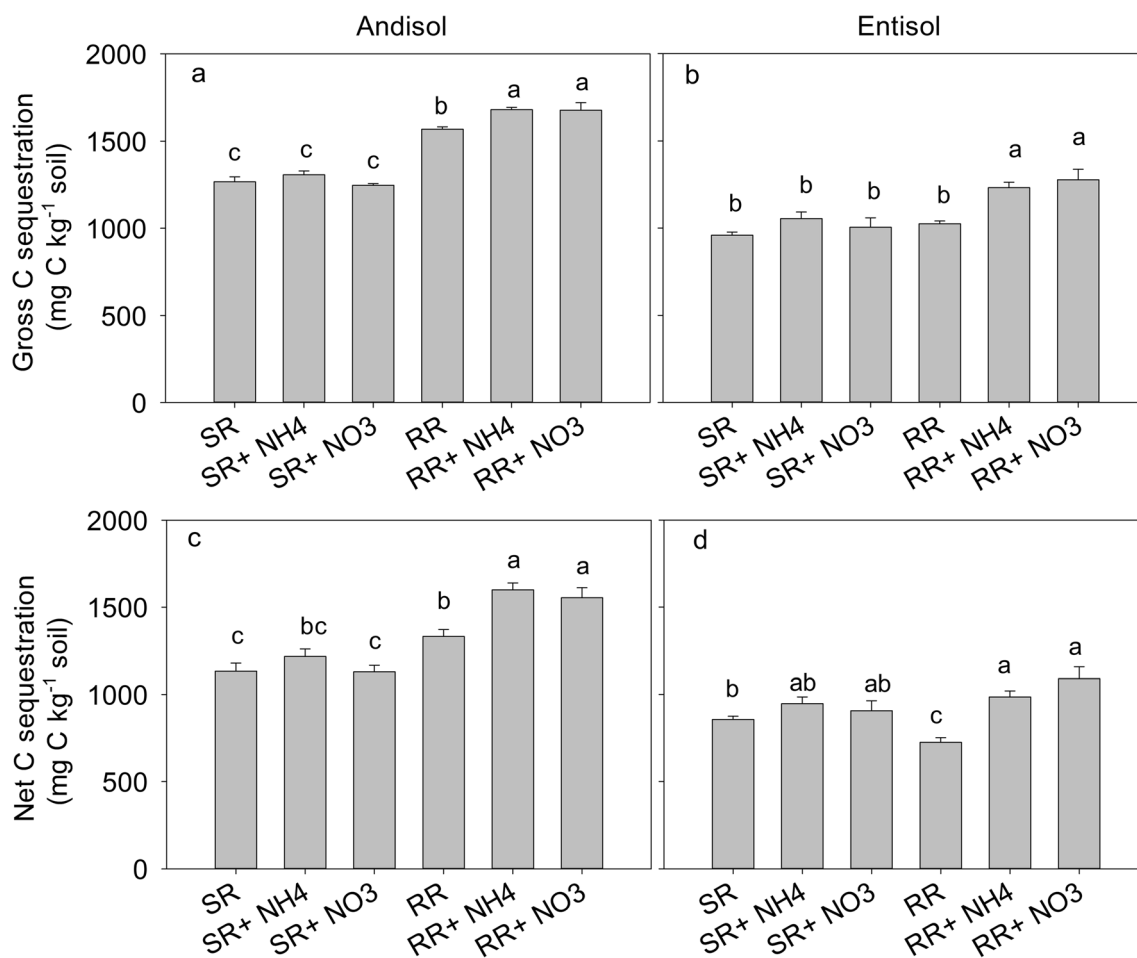 Andisol
Entisol
Gross C sequestration
(mg C kg⁻¹ soil)
2000
1500
1000
500
0
a
c
c
c
b
a
a
SR
SR+ NH4
SR+ NO3
RR
RR+ NH4
RR+ NO3
b
b
b
b
b
a
a
SR
SR+ NH4
SR+ NO3
RR
RR+ NH4
RR+ NO3
Net C sequestration
(mg C kg⁻¹ soil)
2000
1500
1000
500
0
c
c
bc
c
b
a
a
SR
SR+ NH4
SR+ NO3
RR
RR+ NH4
RR+ NO3
d
b
ab
ab
c
a
a
SR
SR+ NH4
SR+ NO3
RR
RR+ NH4
RR+ NO3